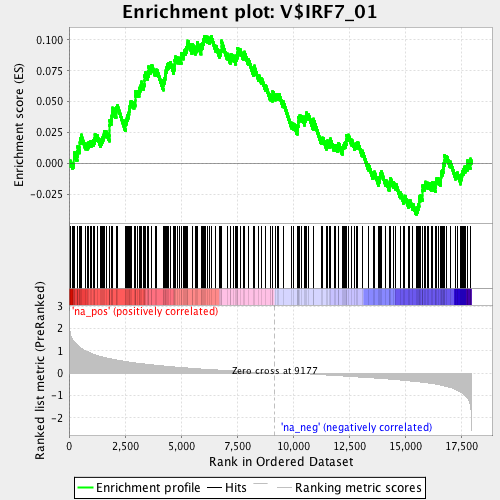 Enrichment plot: V$IRF7_01
Enrichment score (ES)
0.100
0.075
0.050
0.025
0.000
-0.025
'na_pos' (positively correlated)
Zero cross at 9177
'na_neg' (negatively correlated)
Ranked list metric (PreRanked)
3
2
1
0
-1
-2
0
2,500
5,000
7,500
10,000
12,500
15,000
17,500
Rank in Ordered Dataset
Enrichment profile
Hits
Ranking metric scores